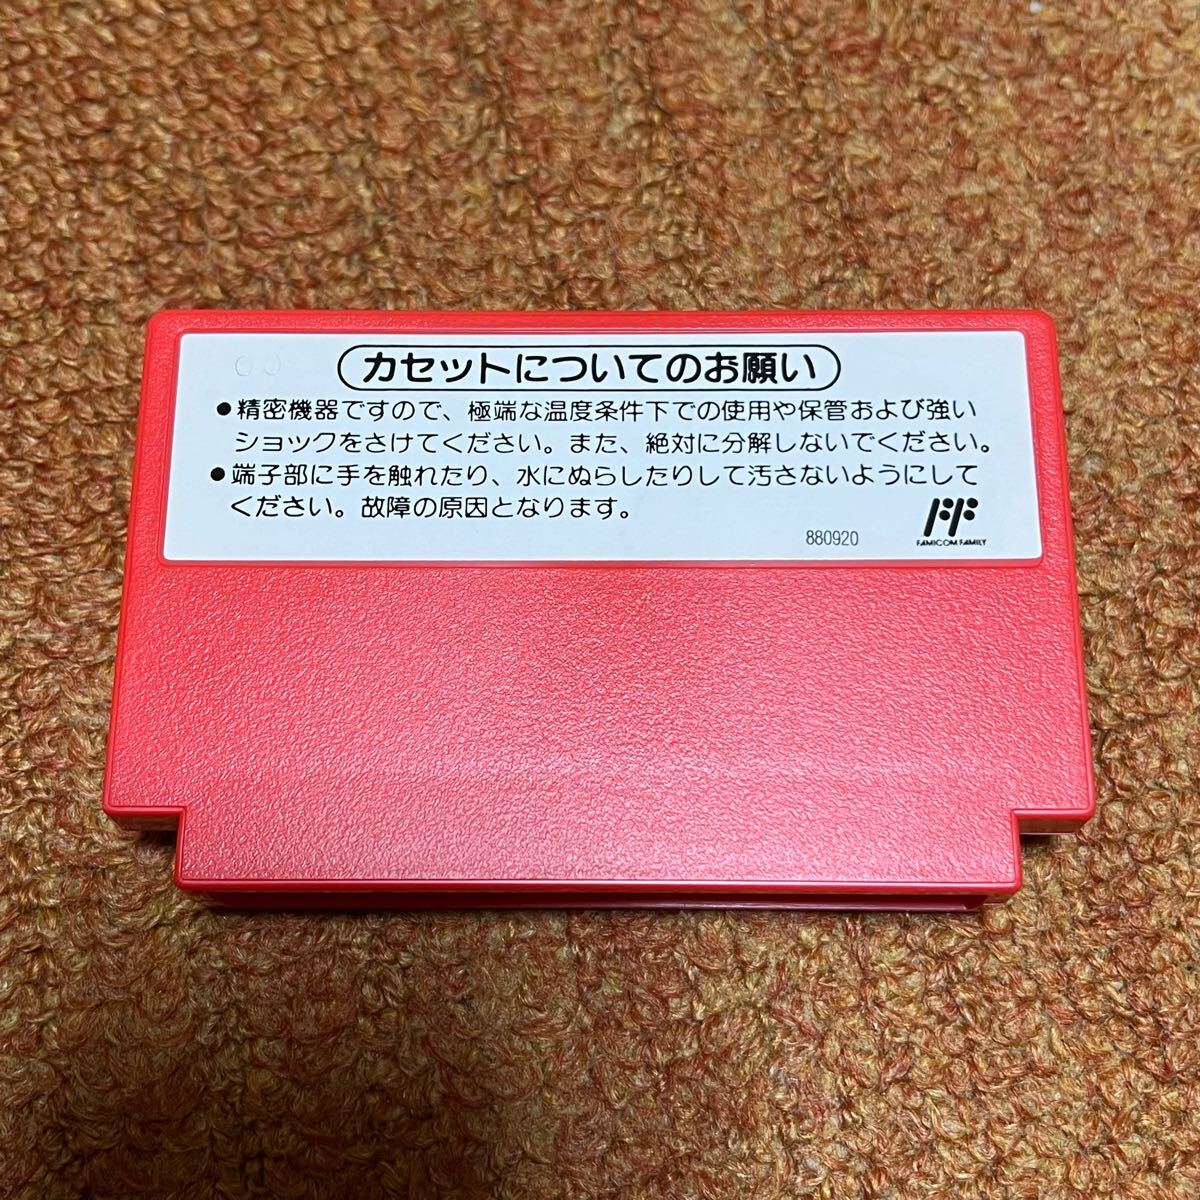 カセットについてのお願い
●精密機器ですので、極端な温度条件下での使用や保管および強い
ショックをさけてください。また、絶対に分解しないでください。
●端子部に手を触れたり、水にぬらしたりして汚さないようにして
ください。故障の原因となります。
880920
FAMICOM FAMILY